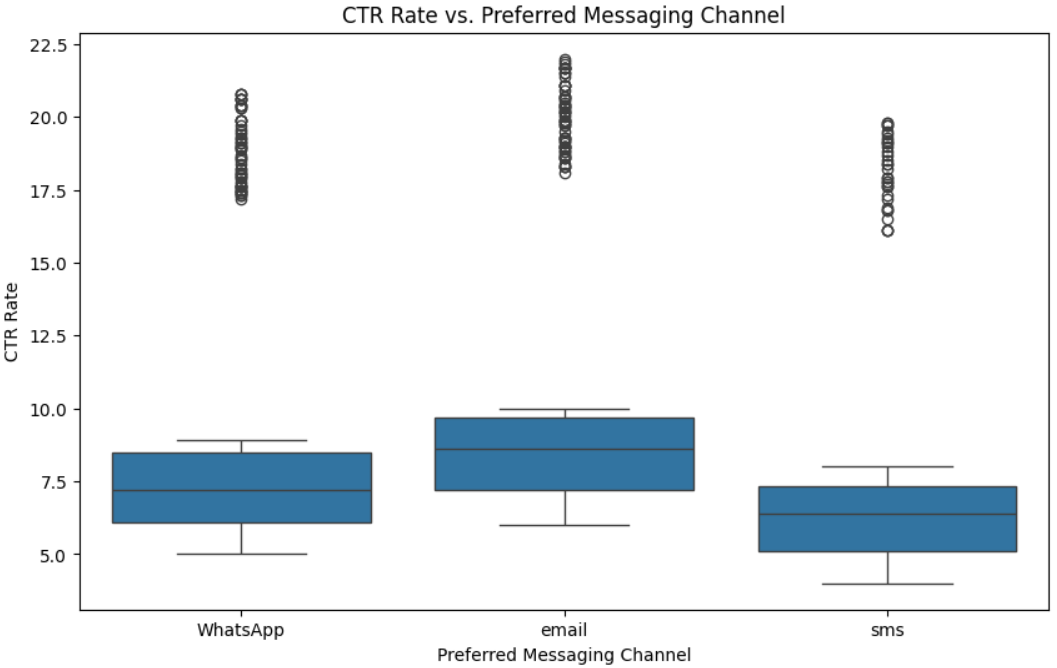 CTR Rate vs. Preferred Messaging Channel
CTR Rate
22.5
20.0
17.5
15.0
12.5
10.0
7.5
5.0
WhatsApp
email
sms
Preferred Messaging Channel